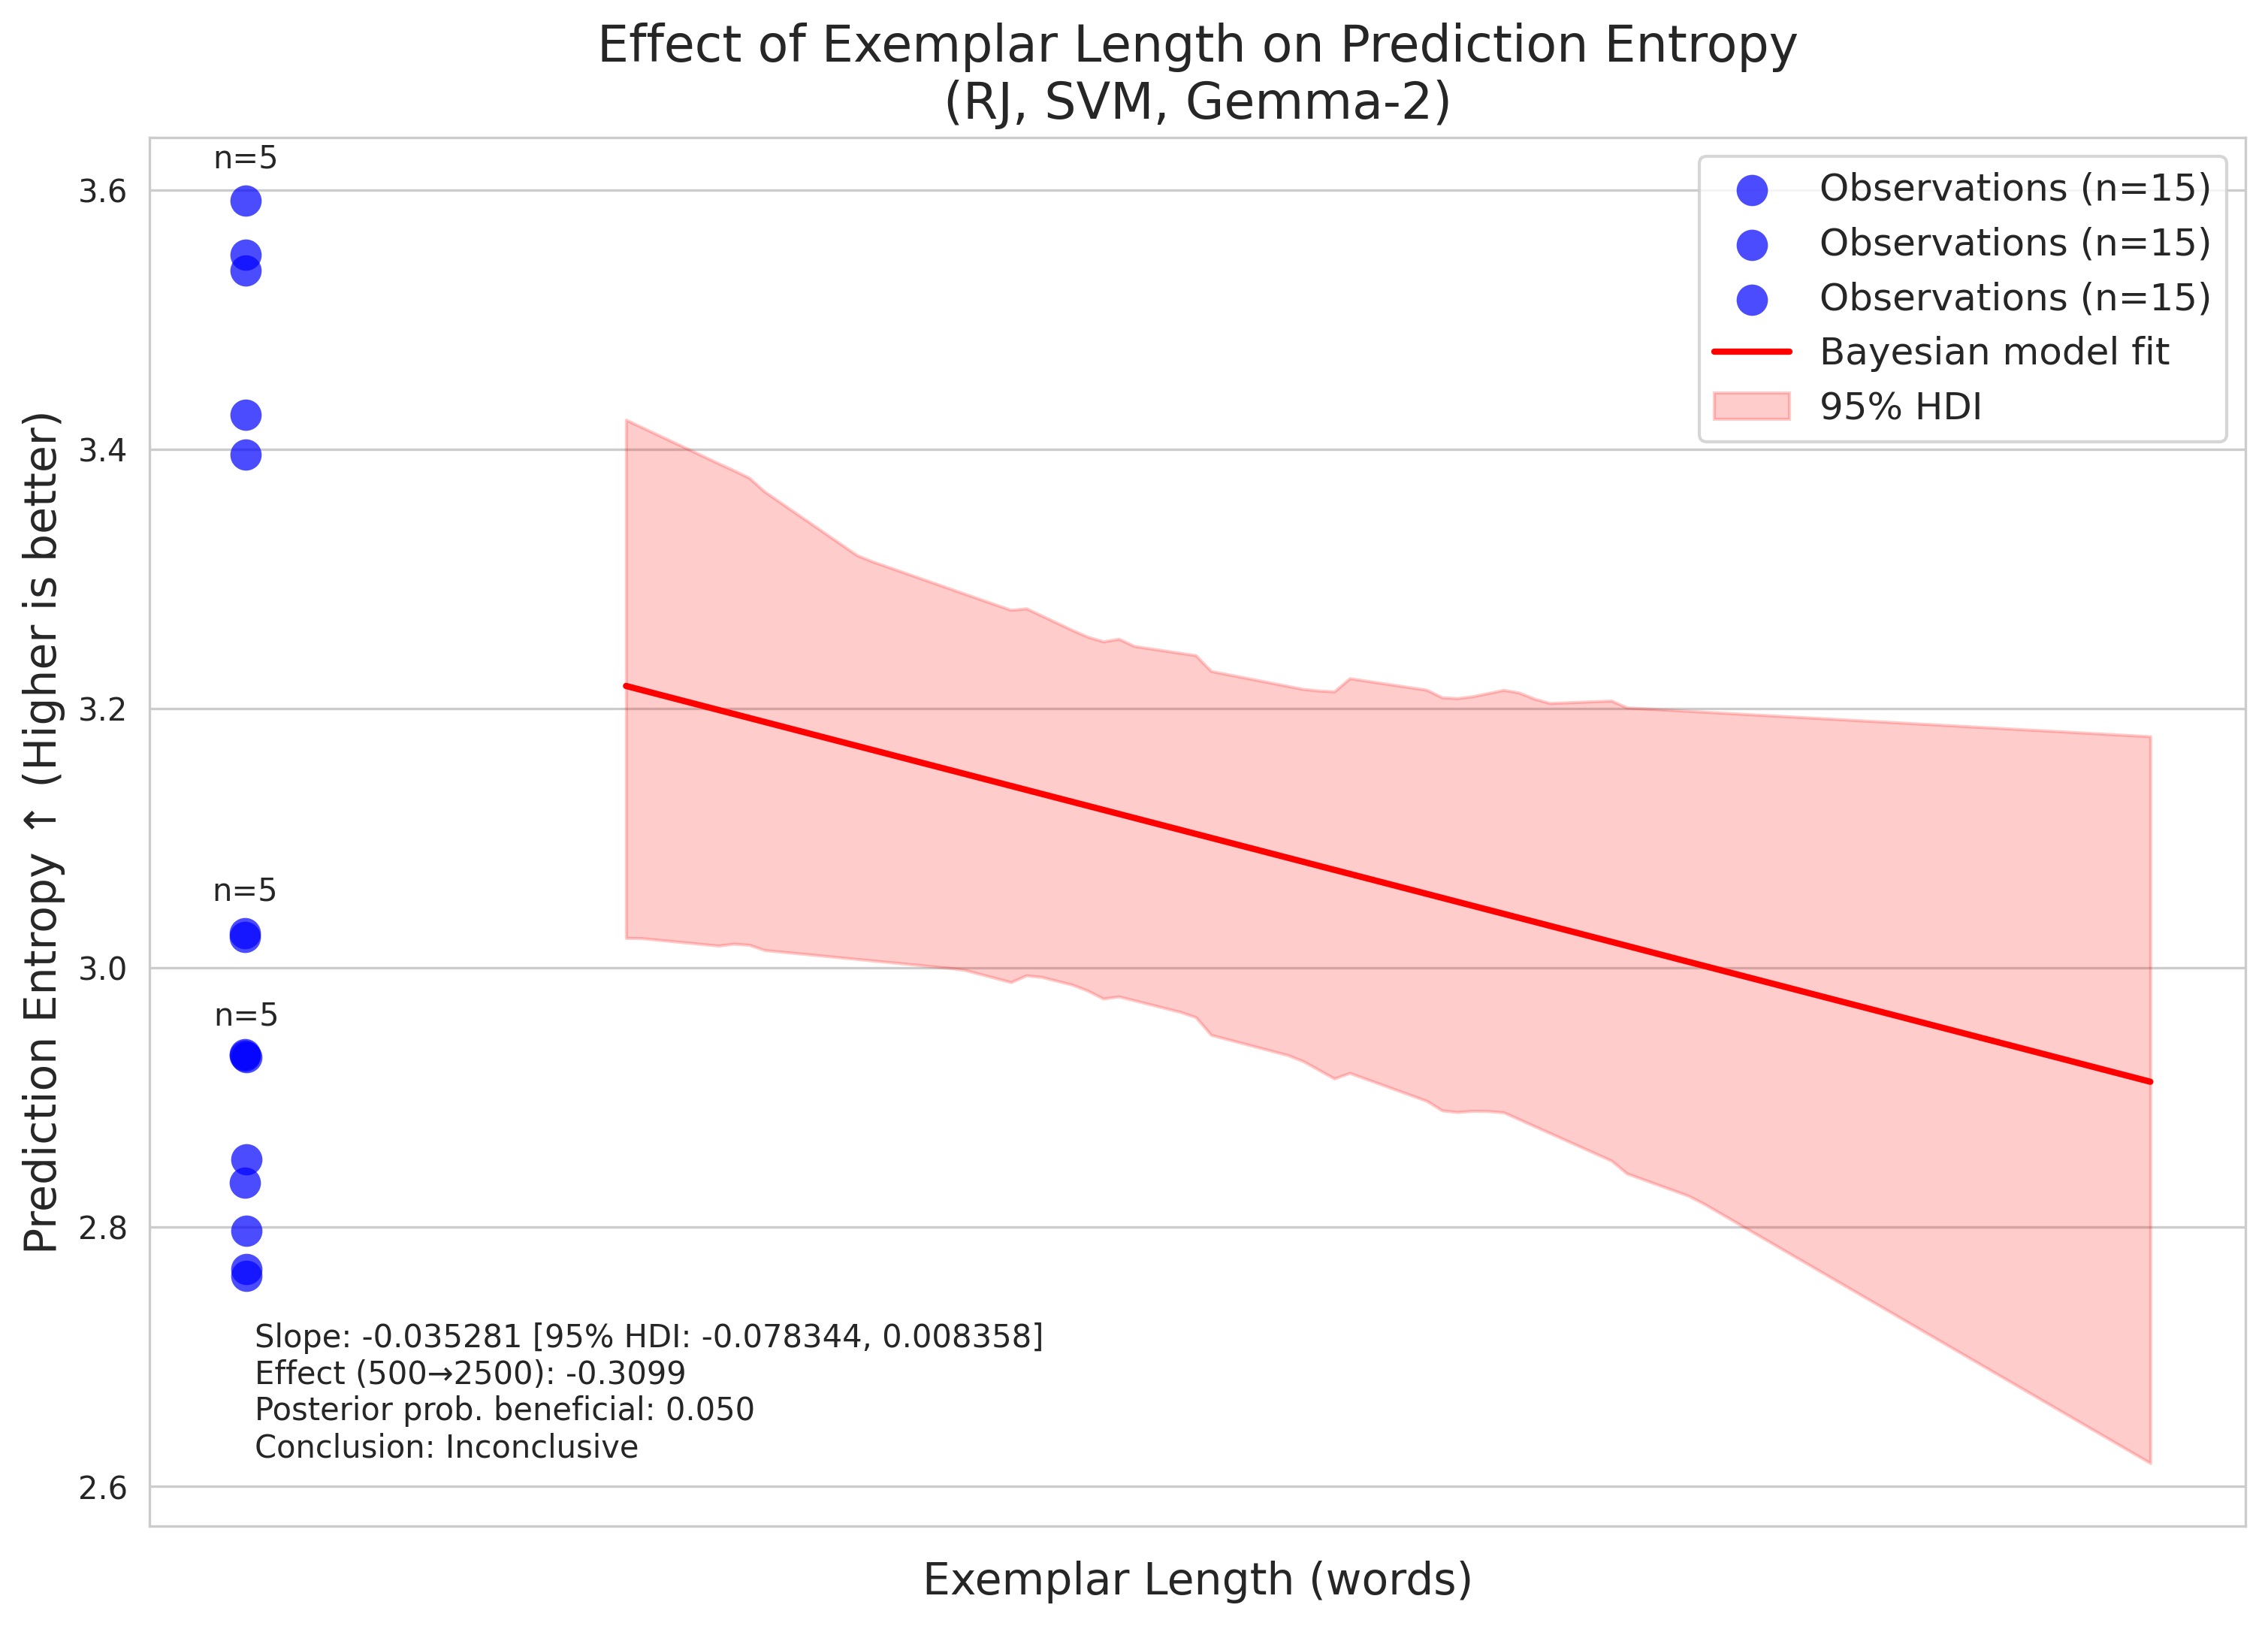 Effect of Exemplar Length on Prediction Entropy
(RJ, SVM, Gemma-2)
Prediction Entropy ↑ (Higher is better)
3.6
3.4
3.2
3.0
2.8
2.6
n=5
n=5
n=5
Observations (n=15)
Observations (n=15)
Observations (n=15)
Bayesian model fit
95% HDI
Slope: -0.035281 [95% HDI: -0.078344, 0.008358]
Effect (500→2500): -0.3099
Posterior prob. beneficial: 0.050
Conclusion: Inconclusive
Exemplar Length (words)